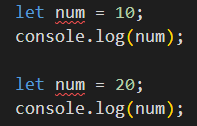 let num = 10;
console.log(num);
let num = 20;
console.log(num);